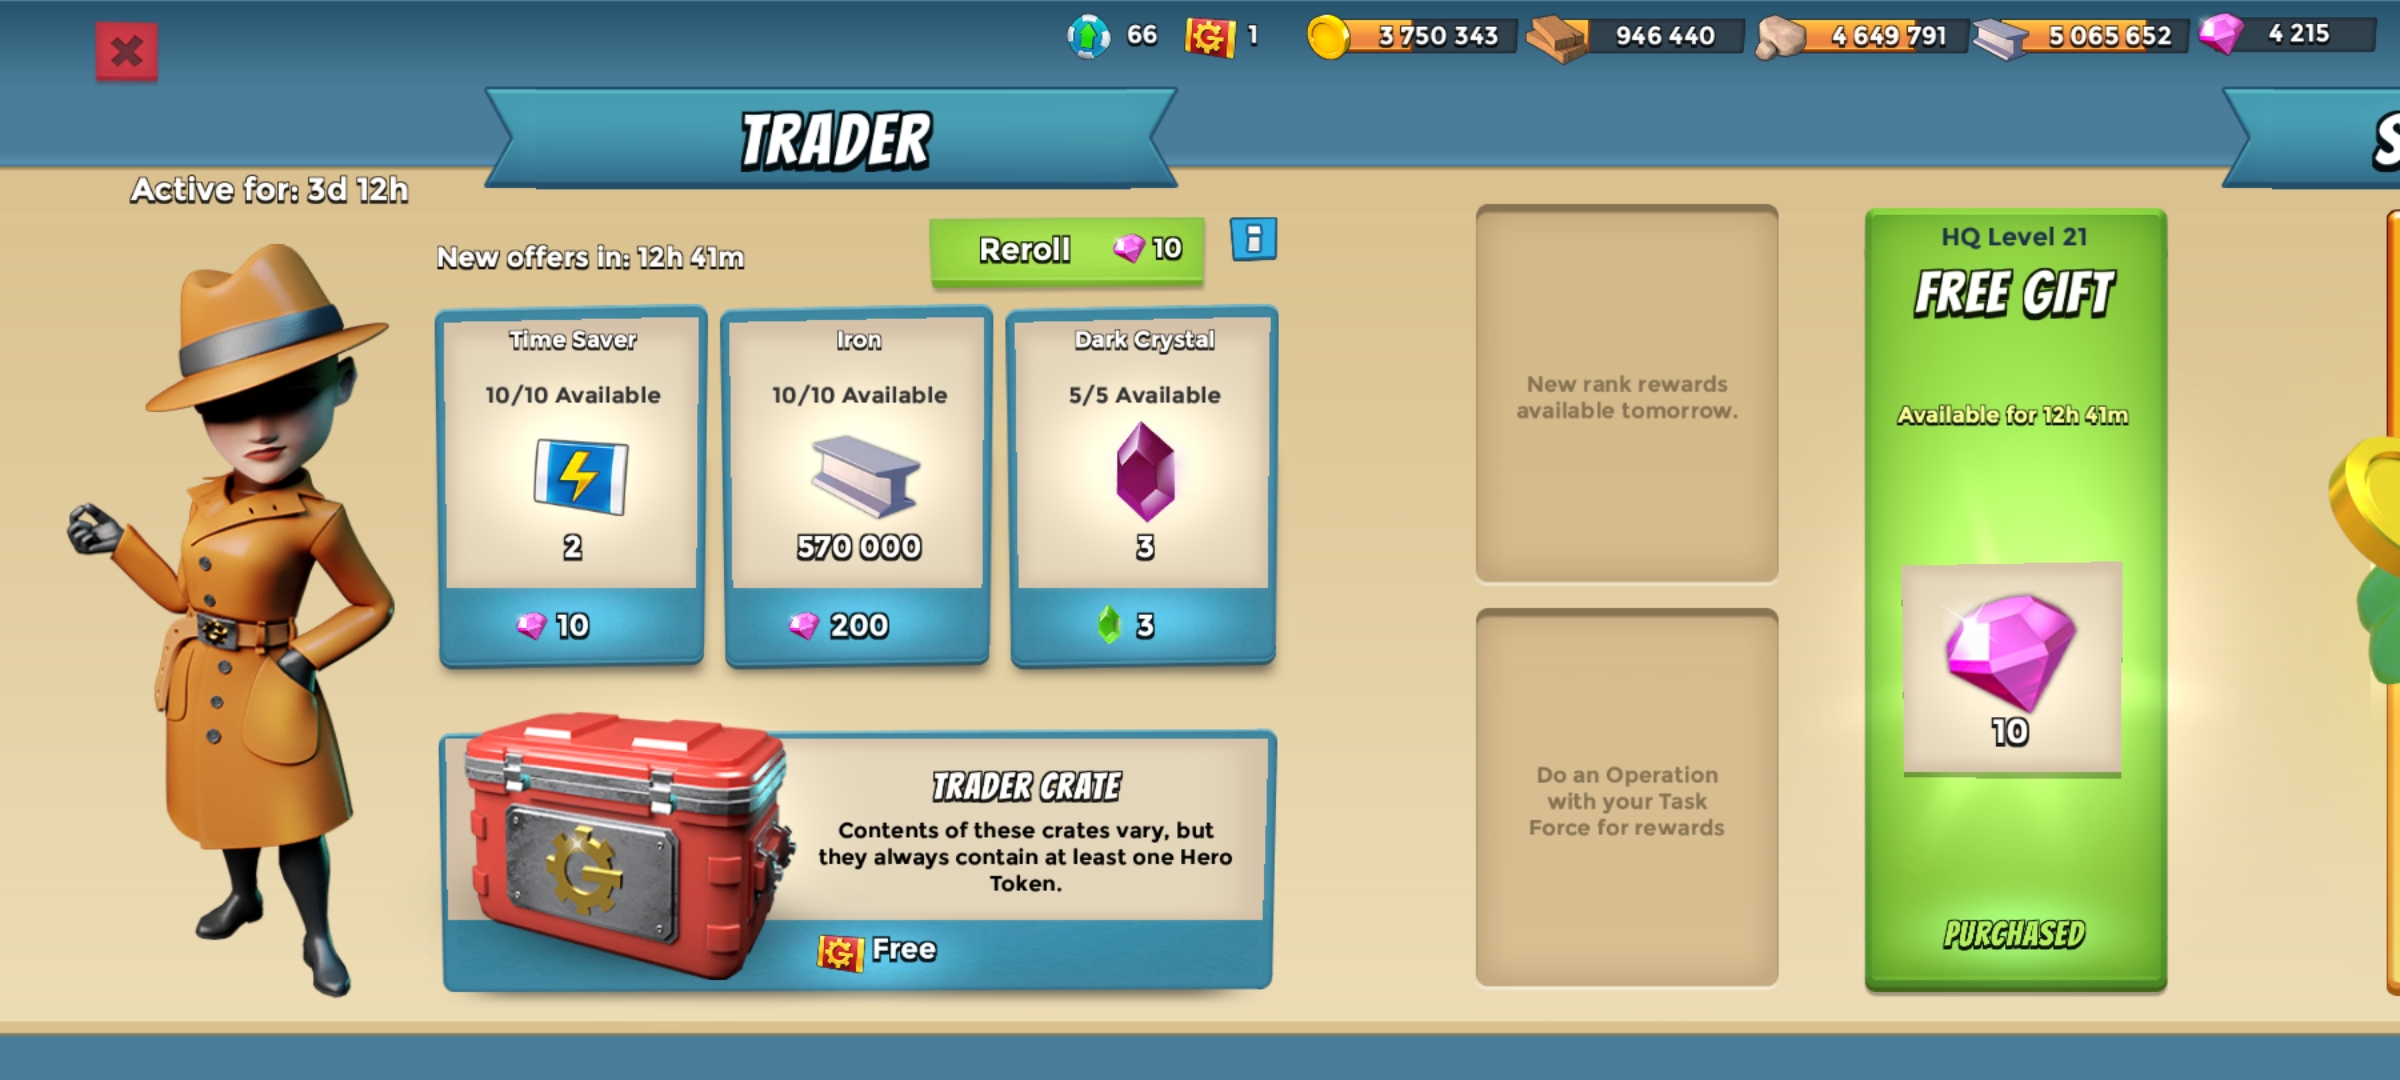 66
1
3 750 343
946 440
4 649 791
5 065 652
4 215
TRADER
Active for: 3d 12h
New offers in: 12h 41m
Reroll 10
i
Time Saver
10/10 Available
2
10
Iron
10/10 Available
570 000
200
Dark Crystal
5/5 Available
3
3
TRADER CRATE
Contents of these crates vary, but
they always contain at least one Hero
Token.
G Free
New rank rewards
available tomorrow.
Do an Operation
with your Task
Force for rewards
HQ Level 21
FREE GIFT
Available for 12h 41m
10
PURCHASED